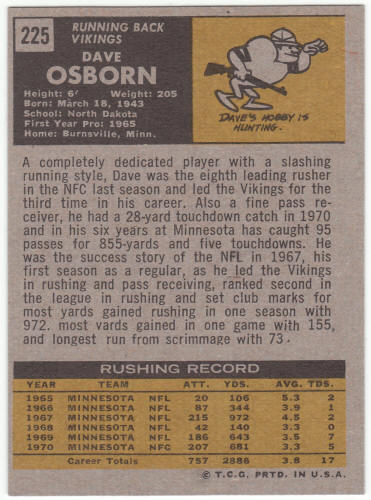 225
RUNNING BACK
VIKINGS
DAVE
OSBORN
Height: 6' Weight: 205
Born: March 18, 1943
School: North Dakota
First Year Pro: 1965
Home: Burnsville, Minn.
DAVE'S HOBBY IS
HUNTING.
A completely dedicated player with a slashing
running style, Dave was the eighth leading rusher
in the NFC last season and led the Vikings for the
third time in his career. Also a fine pass re-
ceiver, he had a 28-yard touchdown catch in 1970
and in his six years at Minnesota has caught 95
passes for 855-yards and five touchdowns. He
was the success story of the NFL in 1967, his
first season as a regular, as he led the Vikings
in rushing and pass receiving, ranked second
in the league in rushing and set club marks for
most yards gained rushing in one season with
972. most yards gained in one game with 155,
and longest run from scrimmage with 73.
RUSHING RECORD
YEAR TEAM ATT. YDS. AVG. TDS.
1965 MINNESOTA NFL 20 106 5.3 2
1966 MINNESOTA NFL 87 344 3.9 1
1967 MINNESOTA NFL 215 972 4.5 2
1968 MINNESOTA NFL 42 140 3.3 0
1969 MINNESOTA NFL 186 643 3.5 7
1970 MINNESOTA NFC 207 681 3.3 5
Career Totals 757 2886 3.8 17
© T.C.G. PRTD. IN U.S.A.